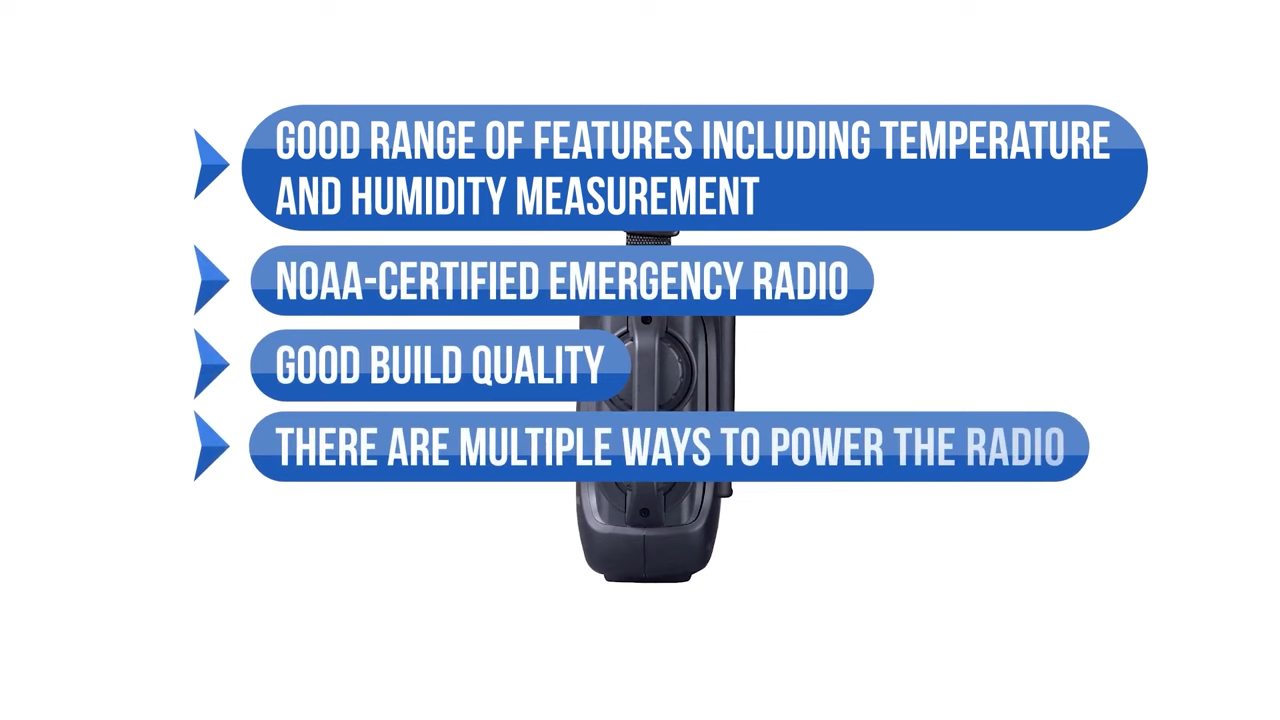 GOOD RANGE OF FEATURES INCLUDING TEMPERATURE
AND HUMIDITY MEASUREMENT
NOAA-CERTIFIED EMERGENCY RADIO
GOOD BUILD QUALITY
THERE ARE MULTIPLE WAYS TO POWER THE RADIO